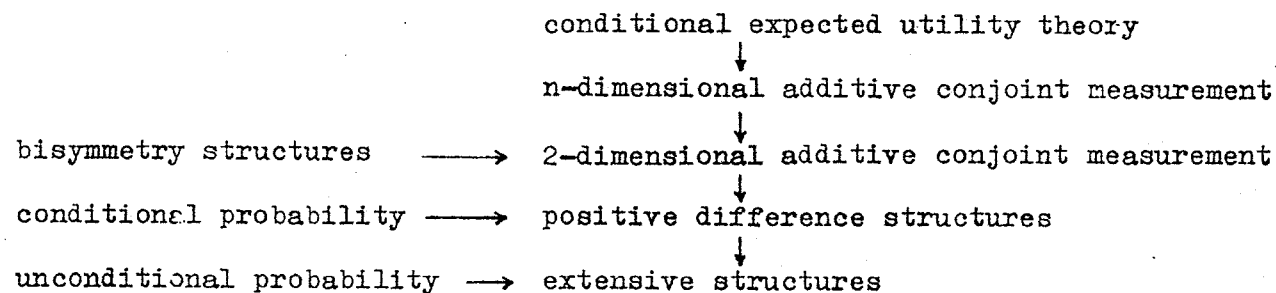 conditional expected utility theory
↓
n-dimensional additive conjoint measurement
↓
bisymmetry structures ⟶ 2-dimensional additive conjoint measurement
↓
conditional probability ⟶ positive difference structures
↓
unconditional probability ⟶ extensive structures